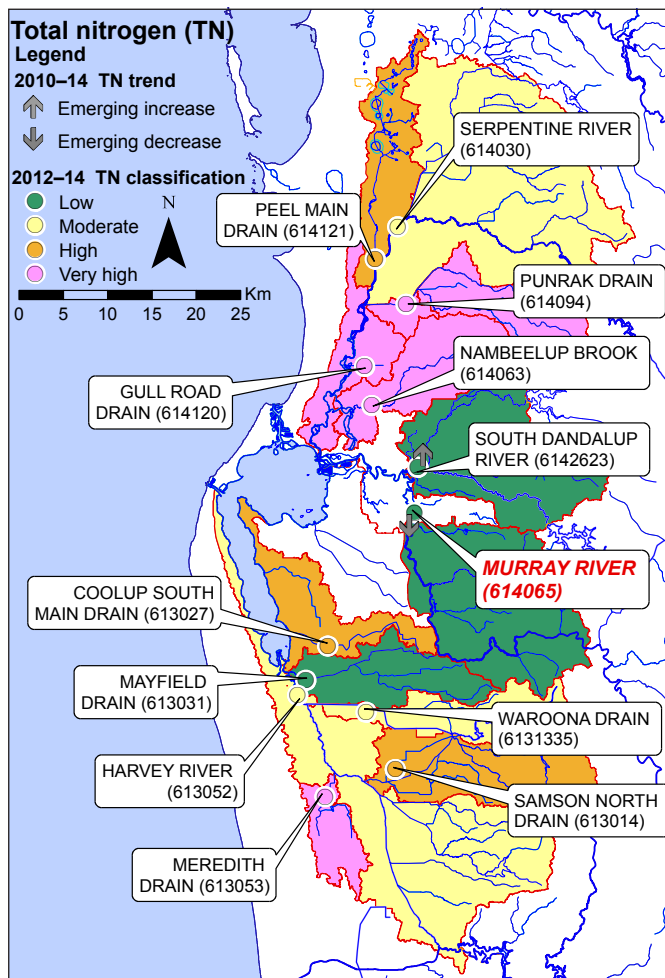 Total nitrogen (TN)
Legend
2010–14 TN trend
Emerging increase
Emerging decrease
2012–14 TN classification
Low
Moderate
High
Very high
N
Km
0 5 10 15 20 25
SERPENTINE RIVER
(614030)
PEEL MAIN
DRAIN (614121)
PUNRAK DRAIN
(614094)
NAMBEELUP BROOK
(614063)
GULL ROAD
DRAIN (614120)
SOUTH DANDALUP
RIVER (6142623)
MURRAY RIVER
(614065)
COOLUP SOUTH
MAIN DRAIN (613027)
MAYFIELD
DRAIN (613031)
WAROONA DRAIN
(6131335)
HARVEY RIVER
(613052)
SAMSON NORTH
DRAIN (613014)
MEREDITH
DRAIN (613053)